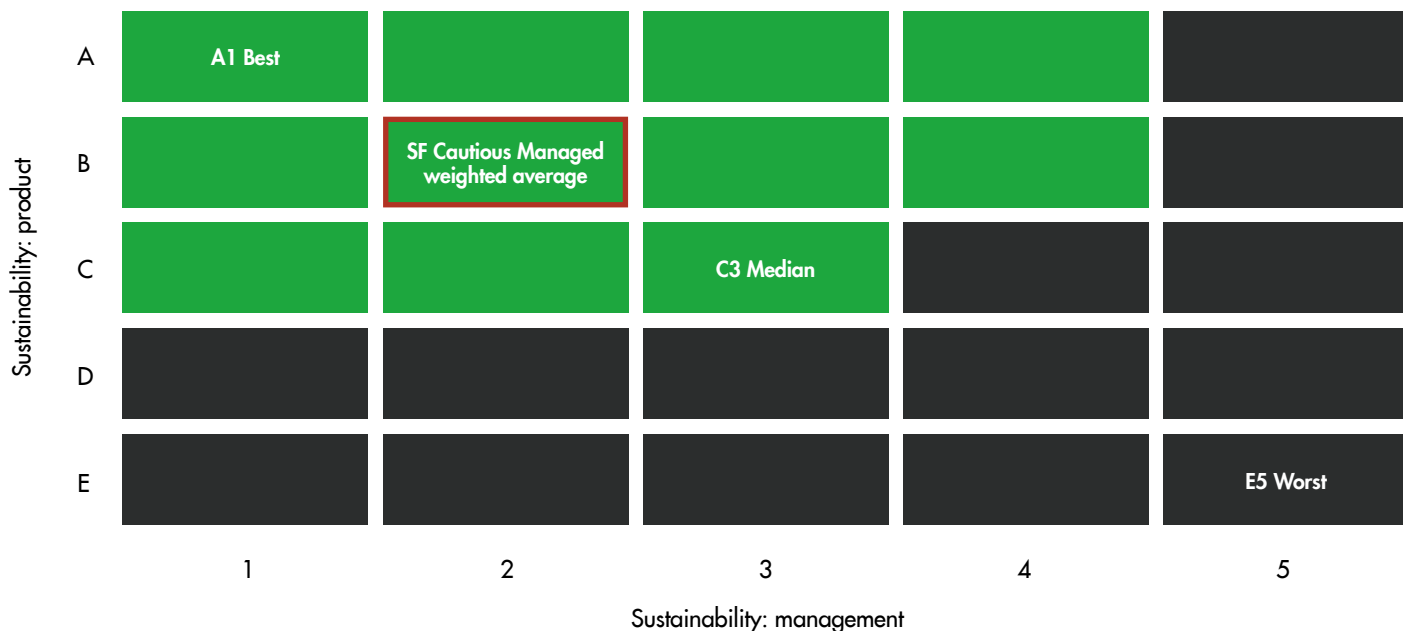 A
A1 Best
B
SF Cautious Managed
weighted average
C
C3 Median
D
E
E5 Worst
Sustainability: product
1
2
3
4
5
Sustainability: management